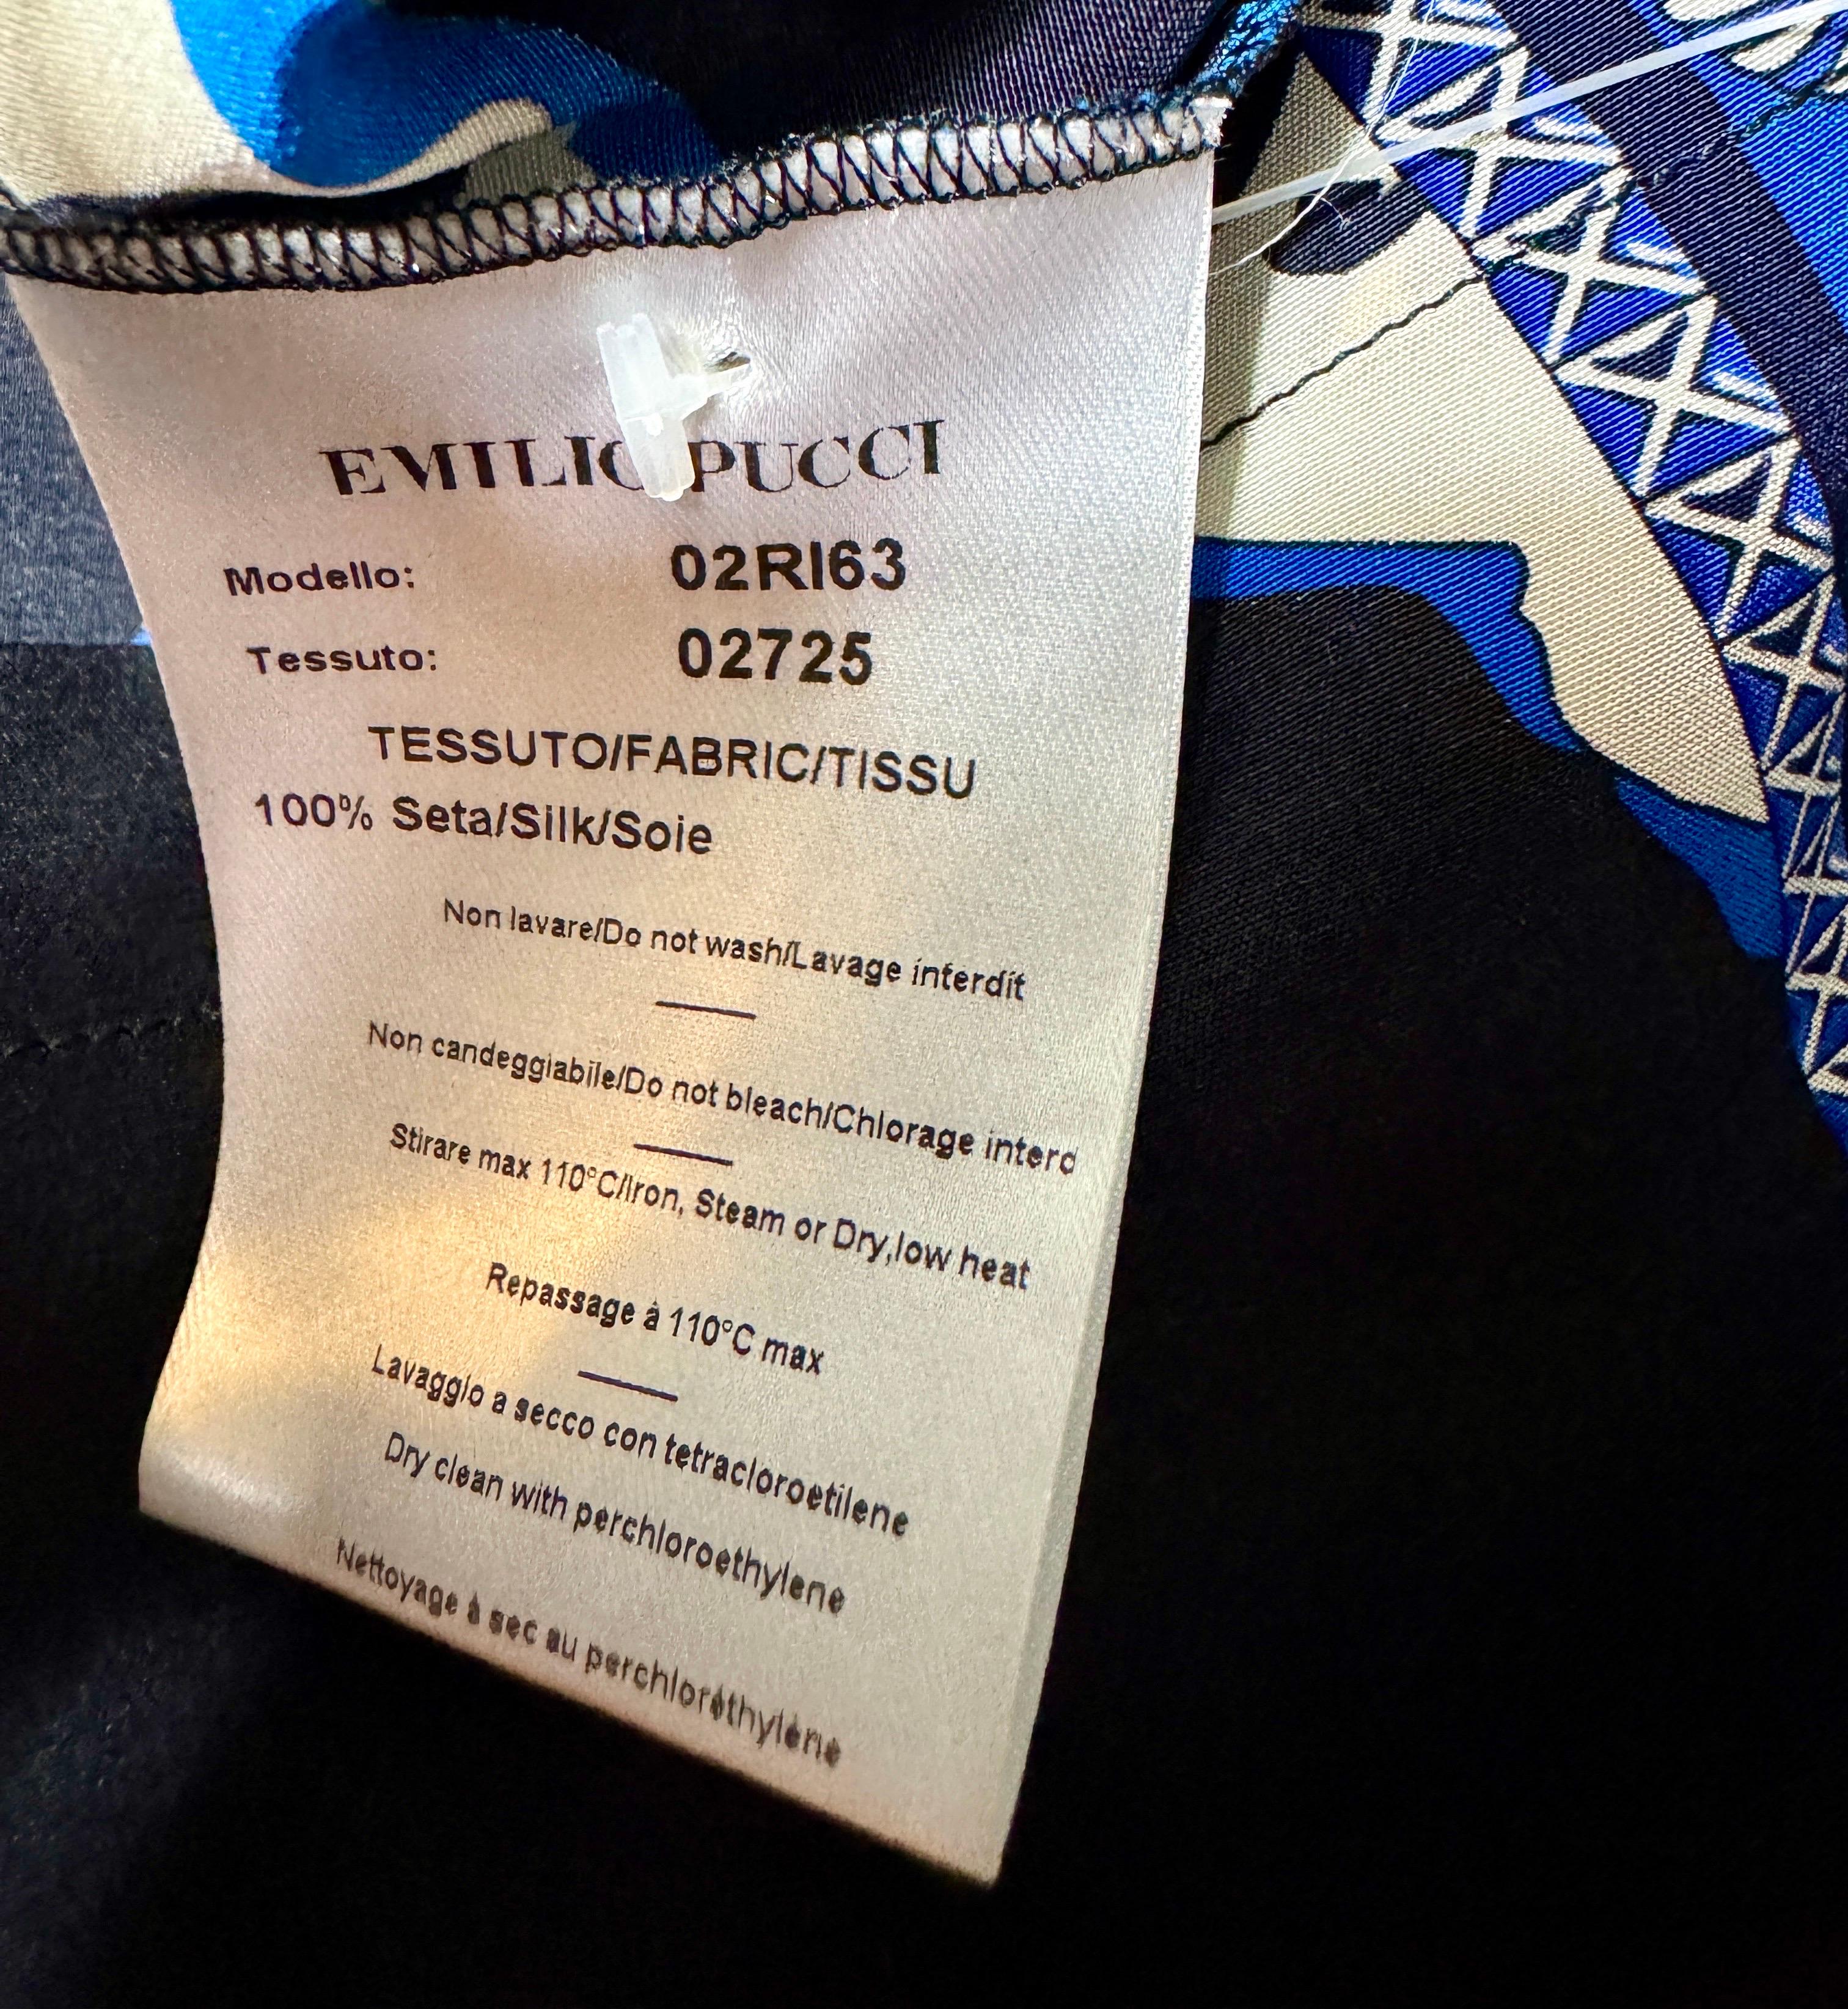 EMILIO PUCCI
Modello: 02RI63
Tessuto: 02725
TESSUTO/FABRIC/TISSU
100% Seta/Silk/Soie
Non lavare/Do not wash/Lavage interdit
Non candeggiabile/Do not bleach/Chlorage interd
Stirare max 110°C/Iron, Steam or Dry,low heat
Repassage à 110°C max
Lavaggio a secco con tetracloroetilene
Dry clean with perchloroethylene
Nettoyage à sec au perchloréthylène